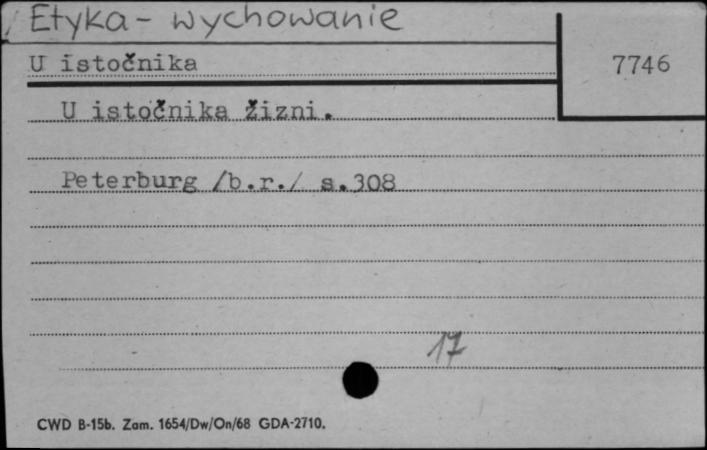 Etyka - wychowanie
U istočnika
7746
U istočnika žizni.
Peterburg /b.r./ s.308
17
CWD B-15b. Zam. 1654/Dw/On/68 GDA-2710.